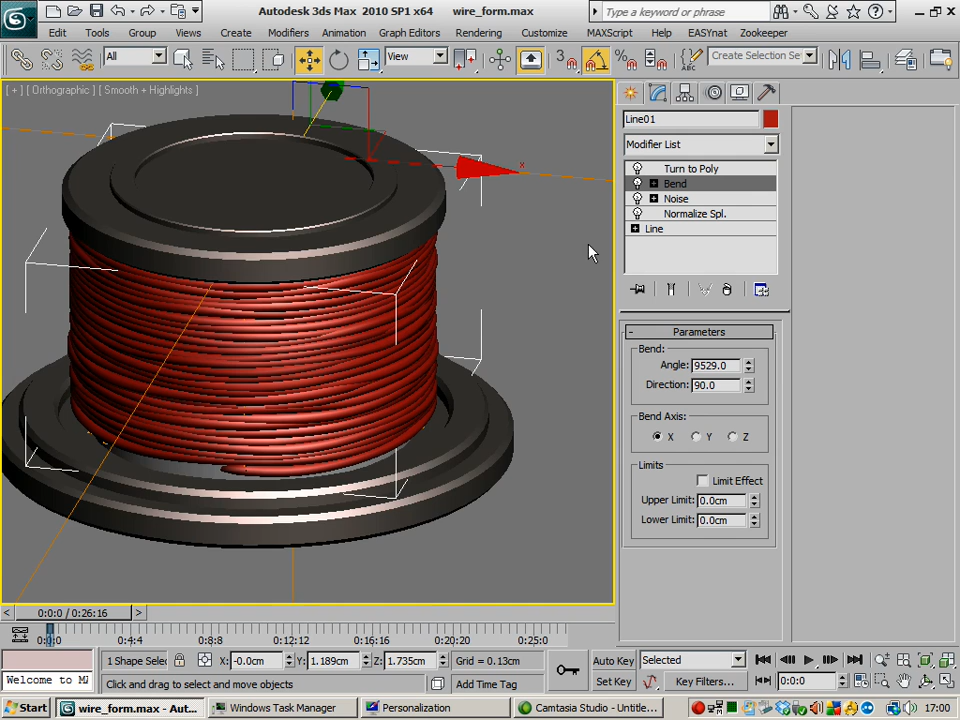 Autodesk 3ds Max 2010 SP1 x64 wire_form.max
Type a keyword or phrase
Edit Tools Group Views Create Modifiers Animation Graph Editors Rendering Customize MAXScript Help EASYnat Zookeeper
All View 3 Create Selection Se
[ + ] [ Orthographic ] [ Smooth + Highlights ]
x
Line01
Modifier List
Turn to Poly
Bend
Noise
Normalize Spl.
Line
Parameters
Bend:
Angle: 9529.0
Direction: 90.0
Bend Axis:
X Y Z
Limits
Limit Effect
Upper Limit: 0.0cm
Lower Limit: 0.0cm
< 0:0:0 / 0:26:16 >
0:0:0 0:4:4 0:8:8 0:12:12 0:16:16 0:20:20 0:25:0
1 Shape Selec X: -0.0cm Y: 1.189cm Z: 1.735cm Grid = 0.13cm Auto Key Selected
Welcome to MA Click and drag to select and move objects Add Time Tag Set Key Key Filters... 0:0:0
Start wire_form.max - Aut... Windows Task Manager Personalization Camtasia Studio - Untitle... 17:00